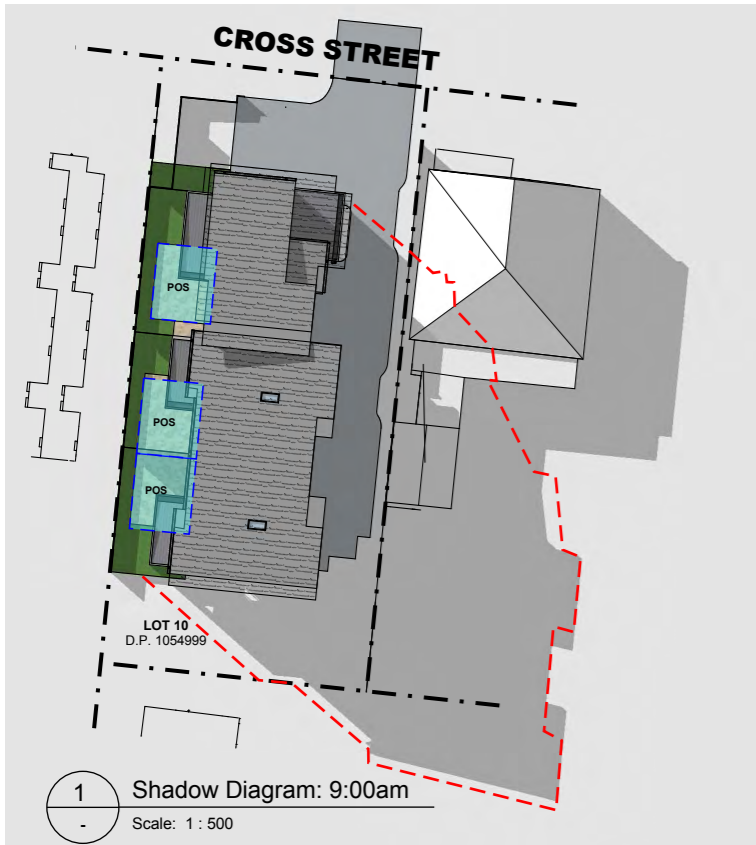 CROSS STREET
POS
POS
POS
LOT 10
D.P. 1054999
1
-
Shadow Diagram: 9:00am
Scale: 1 : 500